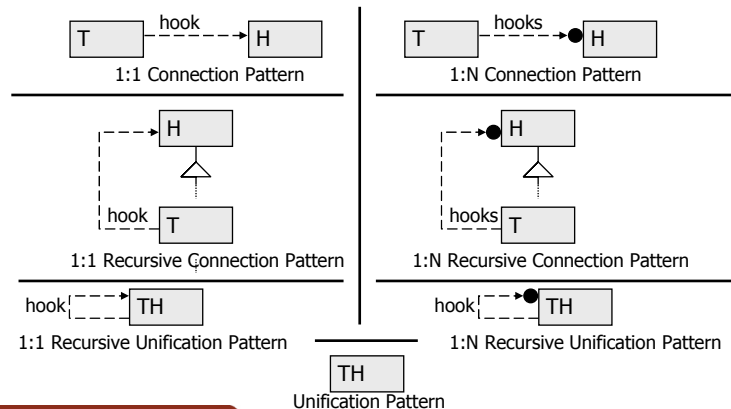 hook
T
H
1:1 Connection Pattern
hooks
T
H
1:N Connection Pattern
H
hook
T
1:1 Recursive Connection Pattern
H
hooks
T
1:N Recursive Connection Pattern
hook
TH
1:1 Recursive Unification Pattern
hook
TH
1:N Recursive Unification Pattern
TH
Unification Pattern